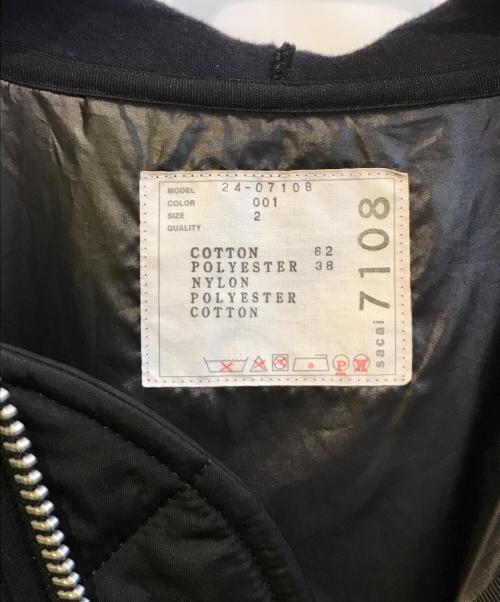 MODEL 24-07108
COLOR 001
SIZE 2
QUALITY
COTTON 62
POLYESTER 38
NYLON
POLYESTER
COTTON
P
sacai 7108